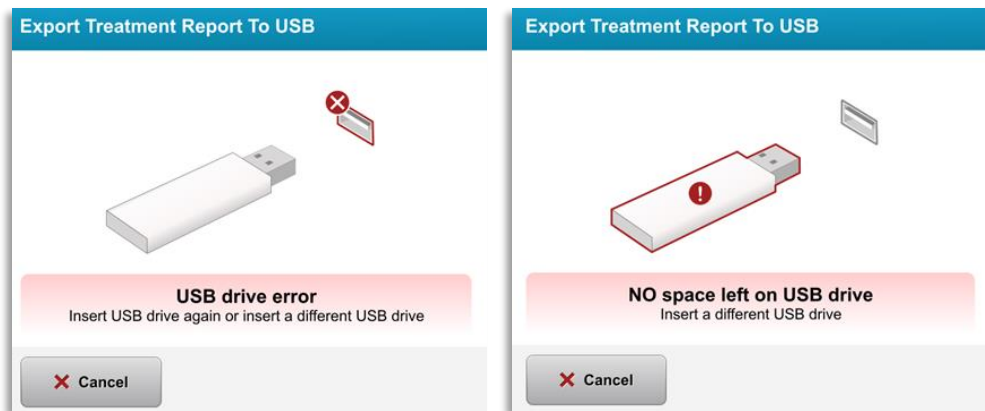 Export Treatment Report To USB
USB drive error
Insert USB drive again or insert a different USB drive
Cancel
Export Treatment Report To USB
NO space left on USB drive
Insert a different USB drive
Cancel